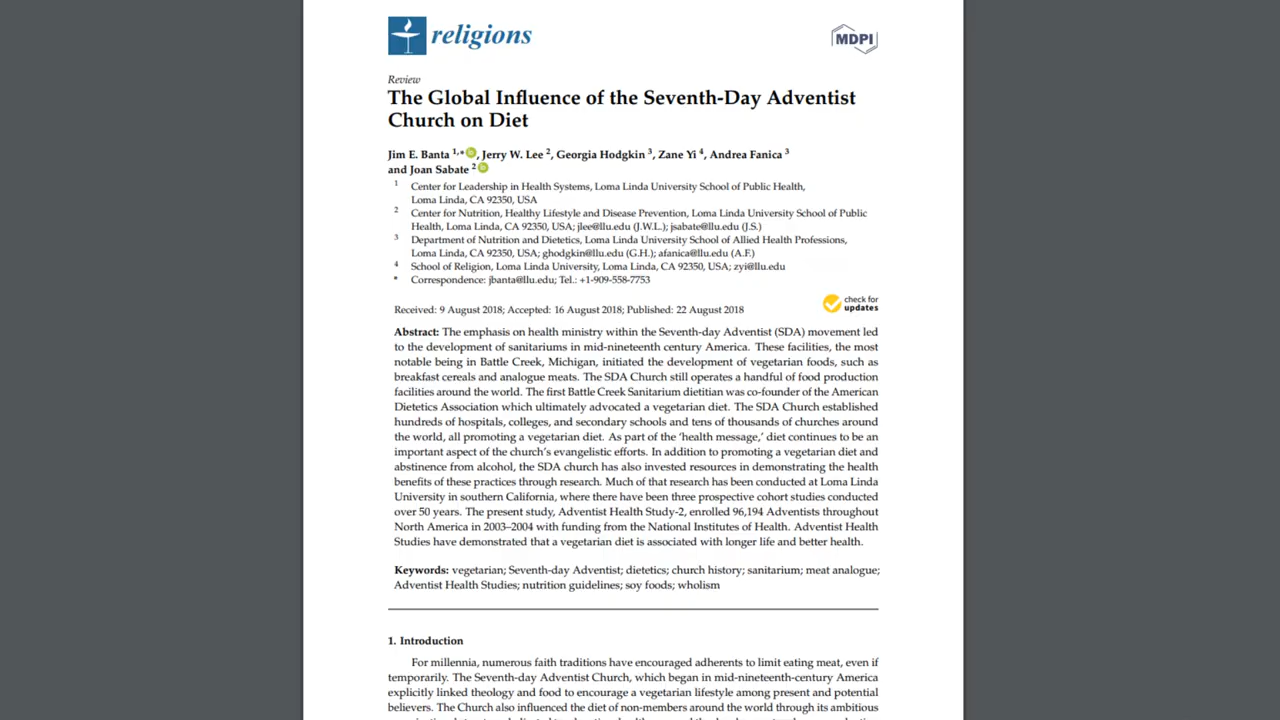 religions
MDPI
Review
The Global Influence of the Seventh-Day Adventist
Church on Diet
Jim E. Banta 1,* , Jerry W. Lee 2, Georgia Hodgkin 3, Zane Yi 4, Andrea Fanica 3
and Joan Sabate 2
1 Center for Leadership in Health Systems, Loma Linda University School of Public Health,
Loma Linda, CA 92350, USA
2 Center for Nutrition, Healthy Lifestyle and Disease Prevention, Loma Linda University School of Public
Health, Loma Linda, CA 92350, USA; jlee@llu.edu (J.W.L.); jsabate@llu.edu (J.S.)
3 Department of Nutrition and Dietetics, Loma Linda University School of Allied Health Professions,
Loma Linda, CA 92350, USA; ghodgkin@llu.edu (G.H.); afanica@llu.edu (A.F.)
4 School of Religion, Loma Linda University, Loma Linda, CA 92350, USA; zyi@llu.edu
* Correspondence: jbanta@llu.edu; Tel.: +1-909-558-7753
check for
updates
Received: 9 August 2018; Accepted: 16 August 2018; Published: 22 August 2018
Abstract: The emphasis on health ministry within the Seventh-day Adventist (SDA) movement led
to the development of sanitariums in mid-nineteenth century America. These facilities, the most
notable being in Battle Creek, Michigan, initiated the development of vegetarian foods, such as
breakfast cereals and analogue meats. The SDA Church still operates a handful of food production
facilities around the world. The first Battle Creek Sanitarium dietitian was co-founder of the American
Dietetics Association which ultimately advocated a vegetarian diet. The SDA Church established
hundreds of hospitals, colleges, and secondary schools and tens of thousands of churches around
the world, all promoting a vegetarian diet. As part of the ‘health message,’ diet continues to be an
important aspect of the church’s evangelistic efforts. In addition to promoting a vegetarian diet and
abstinence from alcohol, the SDA church has also invested resources in demonstrating the health
benefits of these practices through research. Much of that research has been conducted at Loma Linda
University in southern California, where there have been three prospective cohort studies conducted
over 50 years. The present study, Adventist Health Study-2, enrolled 96,194 Adventists throughout
North America in 2003–2004 with funding from the National Institutes of Health. Adventist Health
Studies have demonstrated that a vegetarian diet is associated with longer life and better health.
Keywords: vegetarian; Seventh-day Adventist; dietetics; church history; sanitarium; meat analogue;
Adventist Health Studies; nutrition guidelines; soy foods; wholism
1. Introduction
For millennia, numerous faith traditions have encouraged adherents to limit eating meat, even if
temporarily. The Seventh-day Adventist Church, which began in mid-nineteenth-century America
explicitly linked theology and food to encourage a vegetarian lifestyle among present and potential
believers. The Church also influenced the diet of non-members around the world through its ambitious